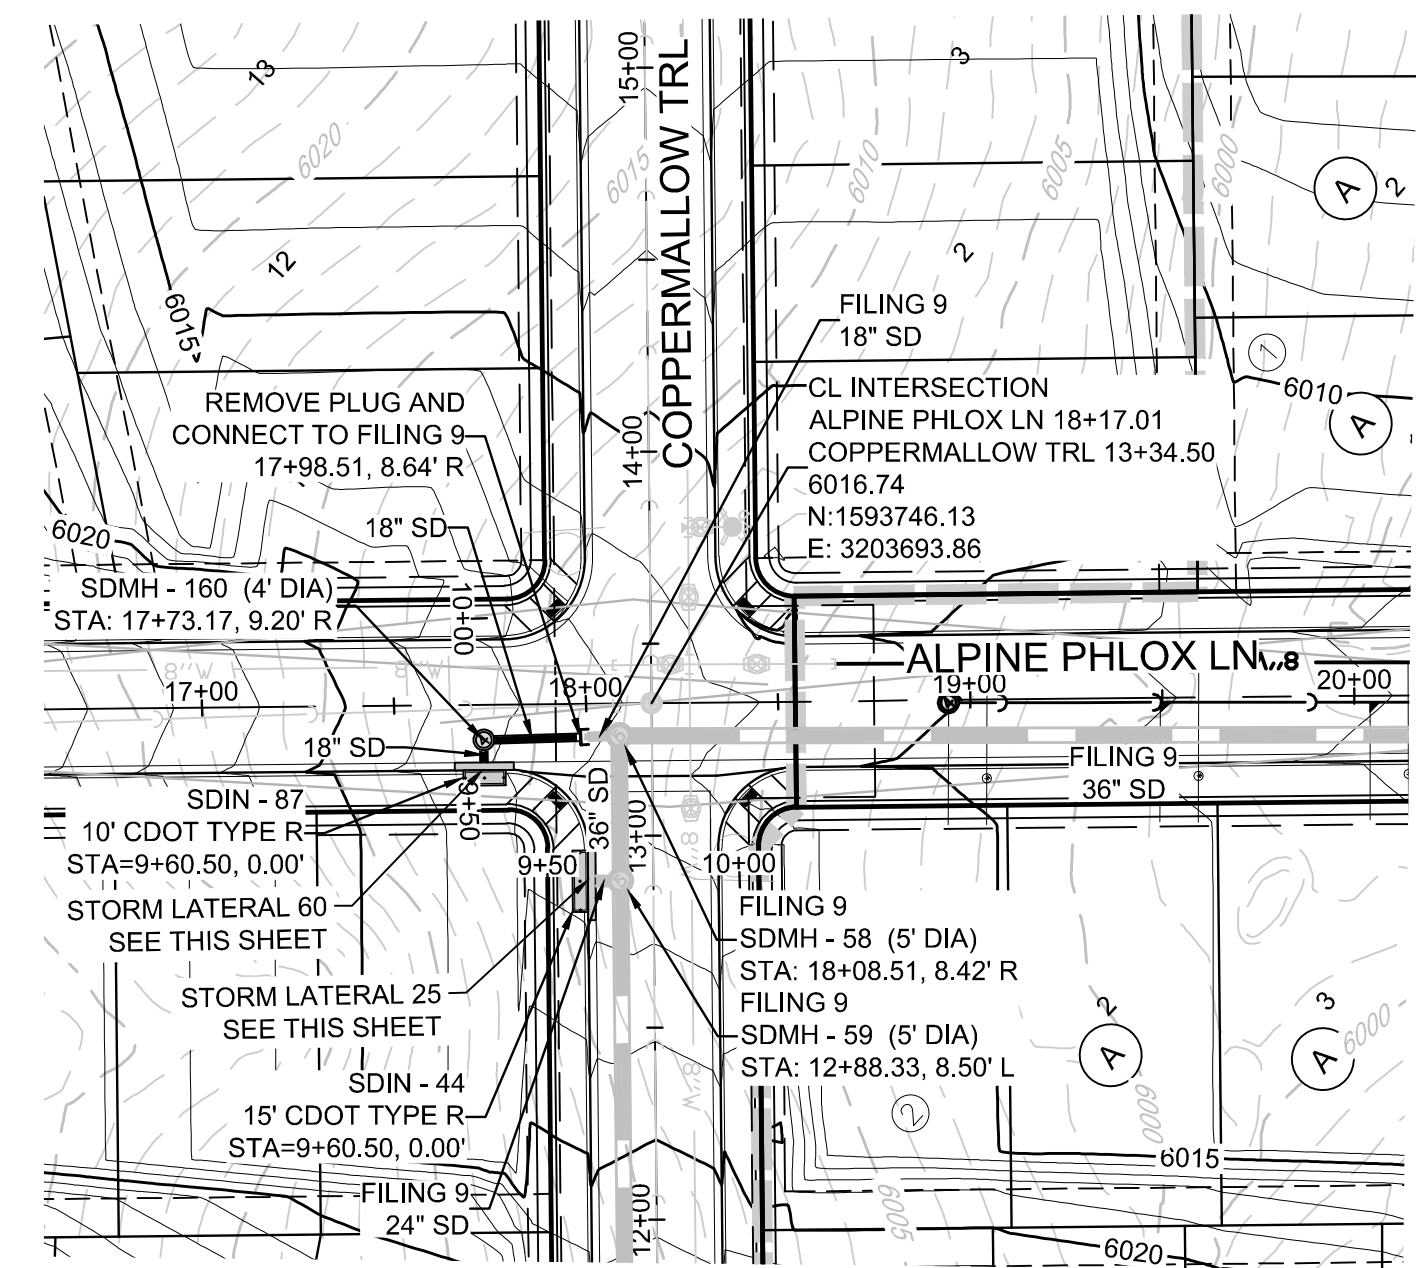 15+00
COPPERMALLOW TRL
13
3
6020
6015
6010
6005
6000
A
2
12
2
6015
FILING 9
18" SD
1
6010
A
REMOVE PLUG AND
CONNECT TO FILING 9
17+98.51, 8.64' R
CL INTERSECTION
ALPINE PHLOX LN 18+17.01
COPPERMALLOW TRL 13+34.50
6016.74
N:1593746.13
E: 3203693.86
14+00
18" SD
6020
SDMH - 160 (4' DIA)
STA: 17+73.17, 9.20' R
10+00
8"W
8"W
E
ALPINE PHLOX LN
17+00
18+00
19+00
20+00
18" SD
36" SD
13+00
FILING 9
36" SD
SDIN - 87
10' CDOT TYPE R
STA=9+60.50, 0.00'
9+50
8"W
9+50
10+00
STORM LATERAL 60
SEE THIS SHEET
FILING 9
SDMH - 58 (5' DIA)
STA: 18+08.51, 8.42' R
FILING 9
SDMH - 59 (5' DIA)
STA: 12+88.33, 8.50' L
STORM LATERAL 25
SEE THIS SHEET
2
A
3
A
6000
SDIN - 44
15' CDOT TYPE R
STA=9+60.50, 0.00'
8"W
2
6000
6015
FILING 9
24" SD
12+00
6005
6020